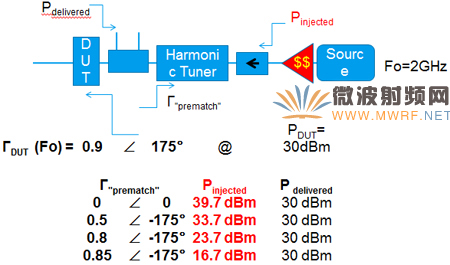 Pdelivered
Pinjected
DUT
Harmonic Tuner
$$
Source
Fo=2GHz
Γ"prematch"
微波射频网
WWW.MWRF.NET
PDUT=
ΓDUT (Fo) = 0.9 ∠ 175° @ 30dBm
Γ"prematch" Pinjected Pdelivered
0 ∠ 0 39.7 dBm 30 dBm
0.5 ∠ -175° 33.7 dBm 30 dBm
0.8 ∠ -175° 23.7 dBm 30 dBm
0.85 ∠ -175° 16.7 dBm 30 dBm